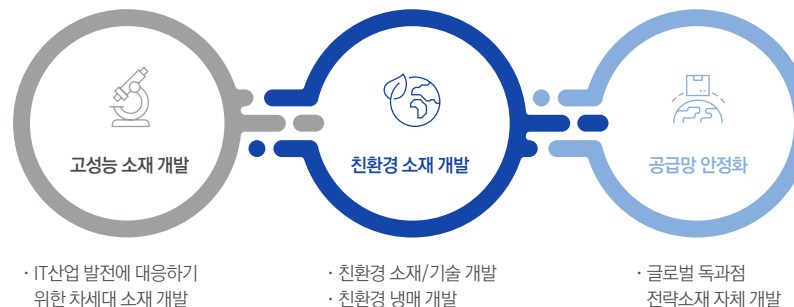 고성능 소재 개발
친환경 소재 개발
공급망 안정화
· IT산업 발전에 대응하기
위한 차세대 소재 개발
· 친환경 소재/기술 개발
· 친환경 냉매 개발
· 글로벌 독과점
전략소재 자체 개발